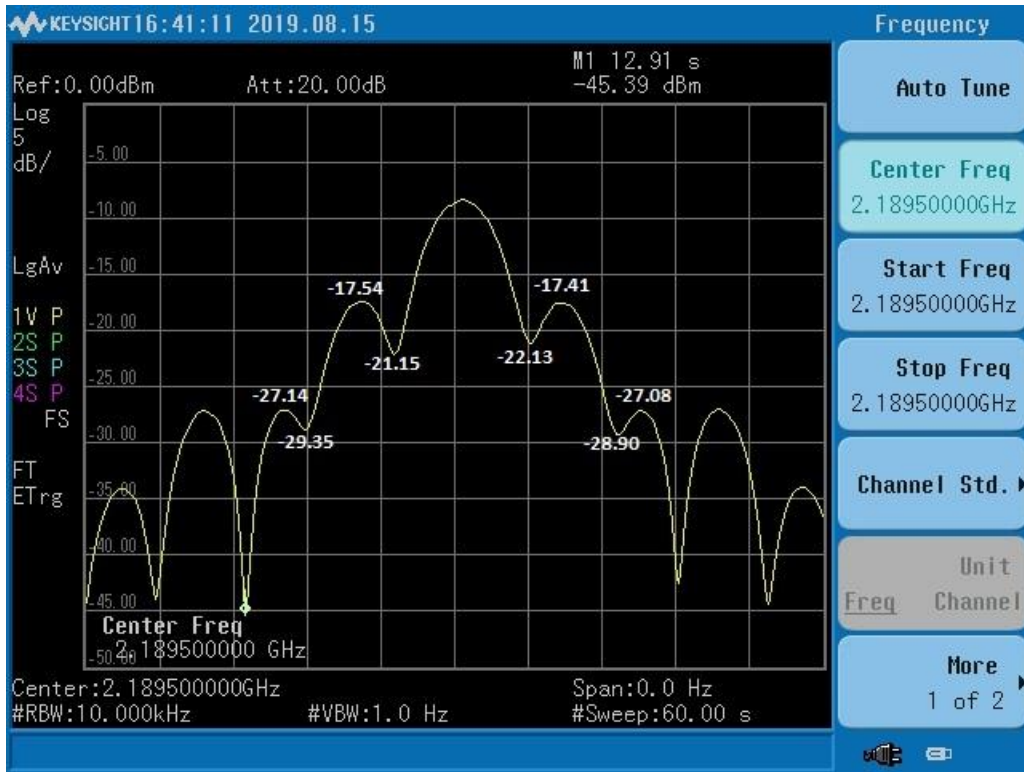 KEYSIGHT 16:41:11 2019.08.15
Frequency
M1 12.91 s
Ref:0.00dBm Att:20.00dB -45.39 dBm
Log
5
dB/
LgAv
1V P
2S P
3S P
4S P
FS
FT
ETrg
-5.00
-10.00
-15.00
-20.00
-25.00
-30.00
-35.00
-40.00
-45.00
-50.00
-17.54
-17.41
-21.15
-22.13
-27.14
-27.08
-29.35
-28.90
Center Freq
2.189500000 GHz
Center:2.189500000GHz Span:0.0 Hz
#RBW:10.000kHz #VBW:1.0 Hz #Sweep:60.00 s
Auto Tune
Center Freq
2.18950000GHz
Start Freq
2.18950000GHz
Stop Freq
2.18950000GHz
Channel Std.
Unit
Freq Channel
More
1 of 2